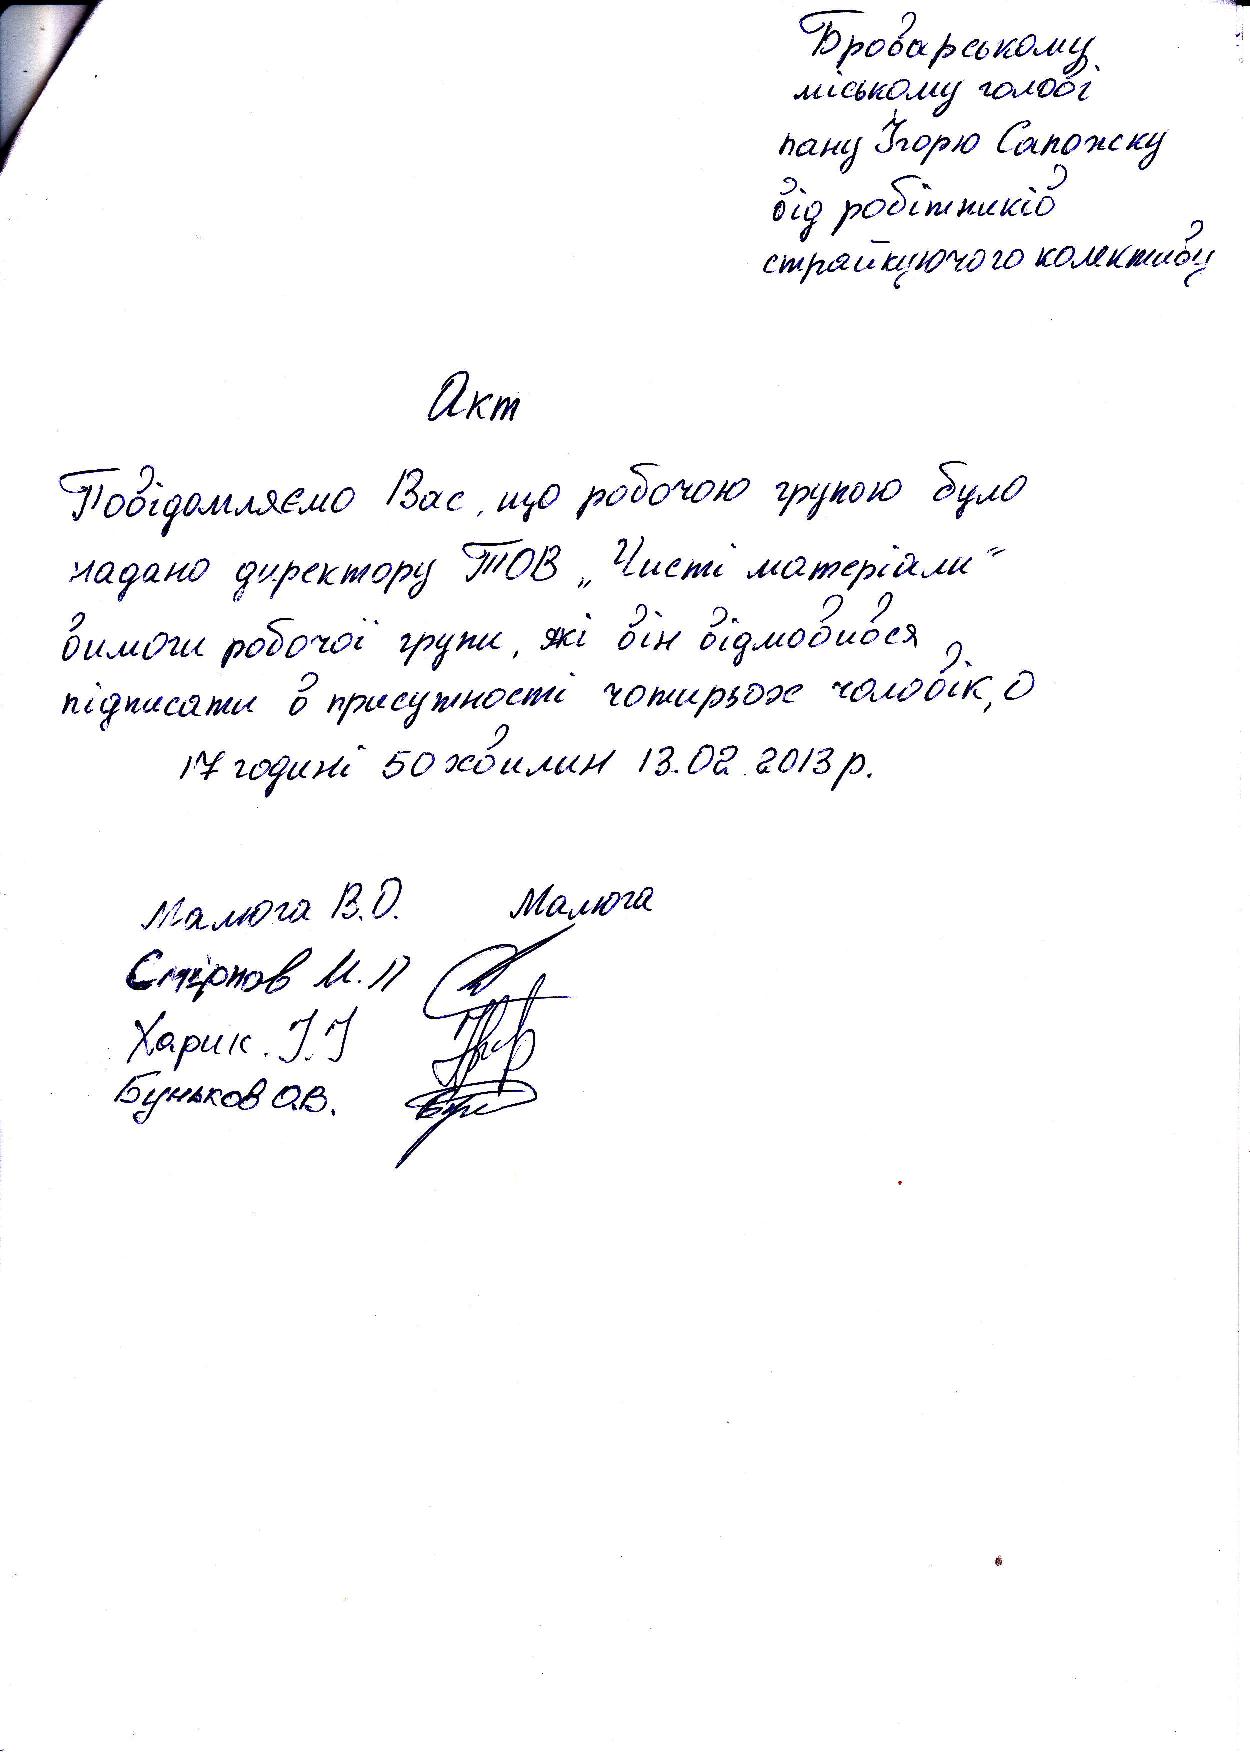 Броварському
міському голові
пану Ігорю Сапожку
від робітників
страйкуючого колективу
Акт
Повідомляємо Вас, що робочою групою було
надано директору ТОВ „Чисті матеріали"
вимоги робочої групи, які він відмовився
підписати в присутності чотирьох чоловік, о
17 годині 50 хвилин 13.02.2013 р.
Малюга В.О. Малюга
Смірнов М.П
Харик. І.І
Буньков О.В.